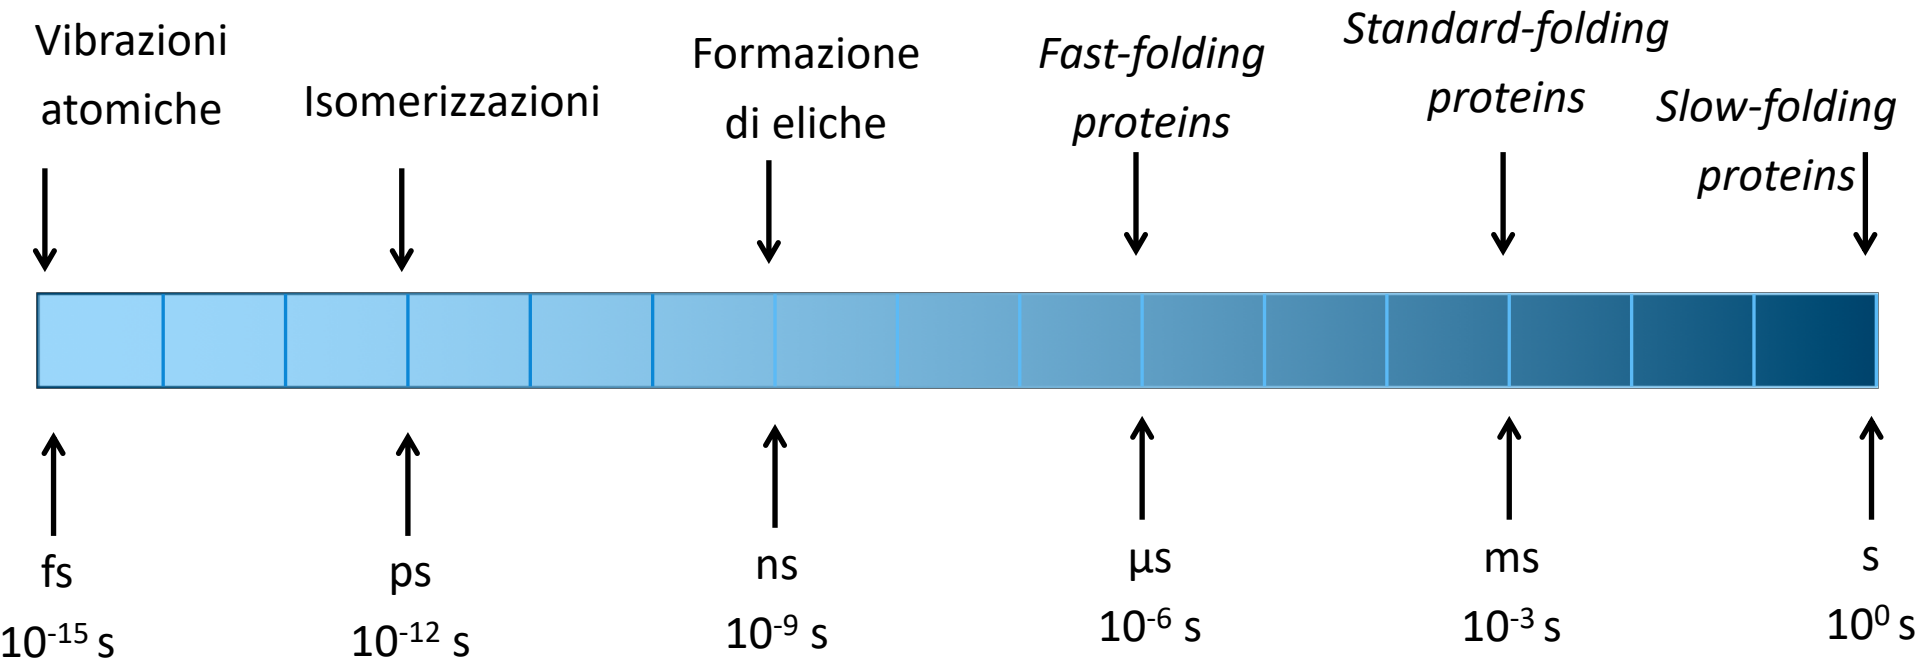 Vibrazioni
atomiche
Isomerizzazioni
Formazione
di eliche
Fast-folding
proteins
Standard-folding
proteins
Slow-folding
proteins
fs
10⁻¹⁵ s
ps
10⁻¹² s
ns
10⁻⁹ s
µs
10⁻⁶ s
ms
10⁻³ s
s
10⁰ s